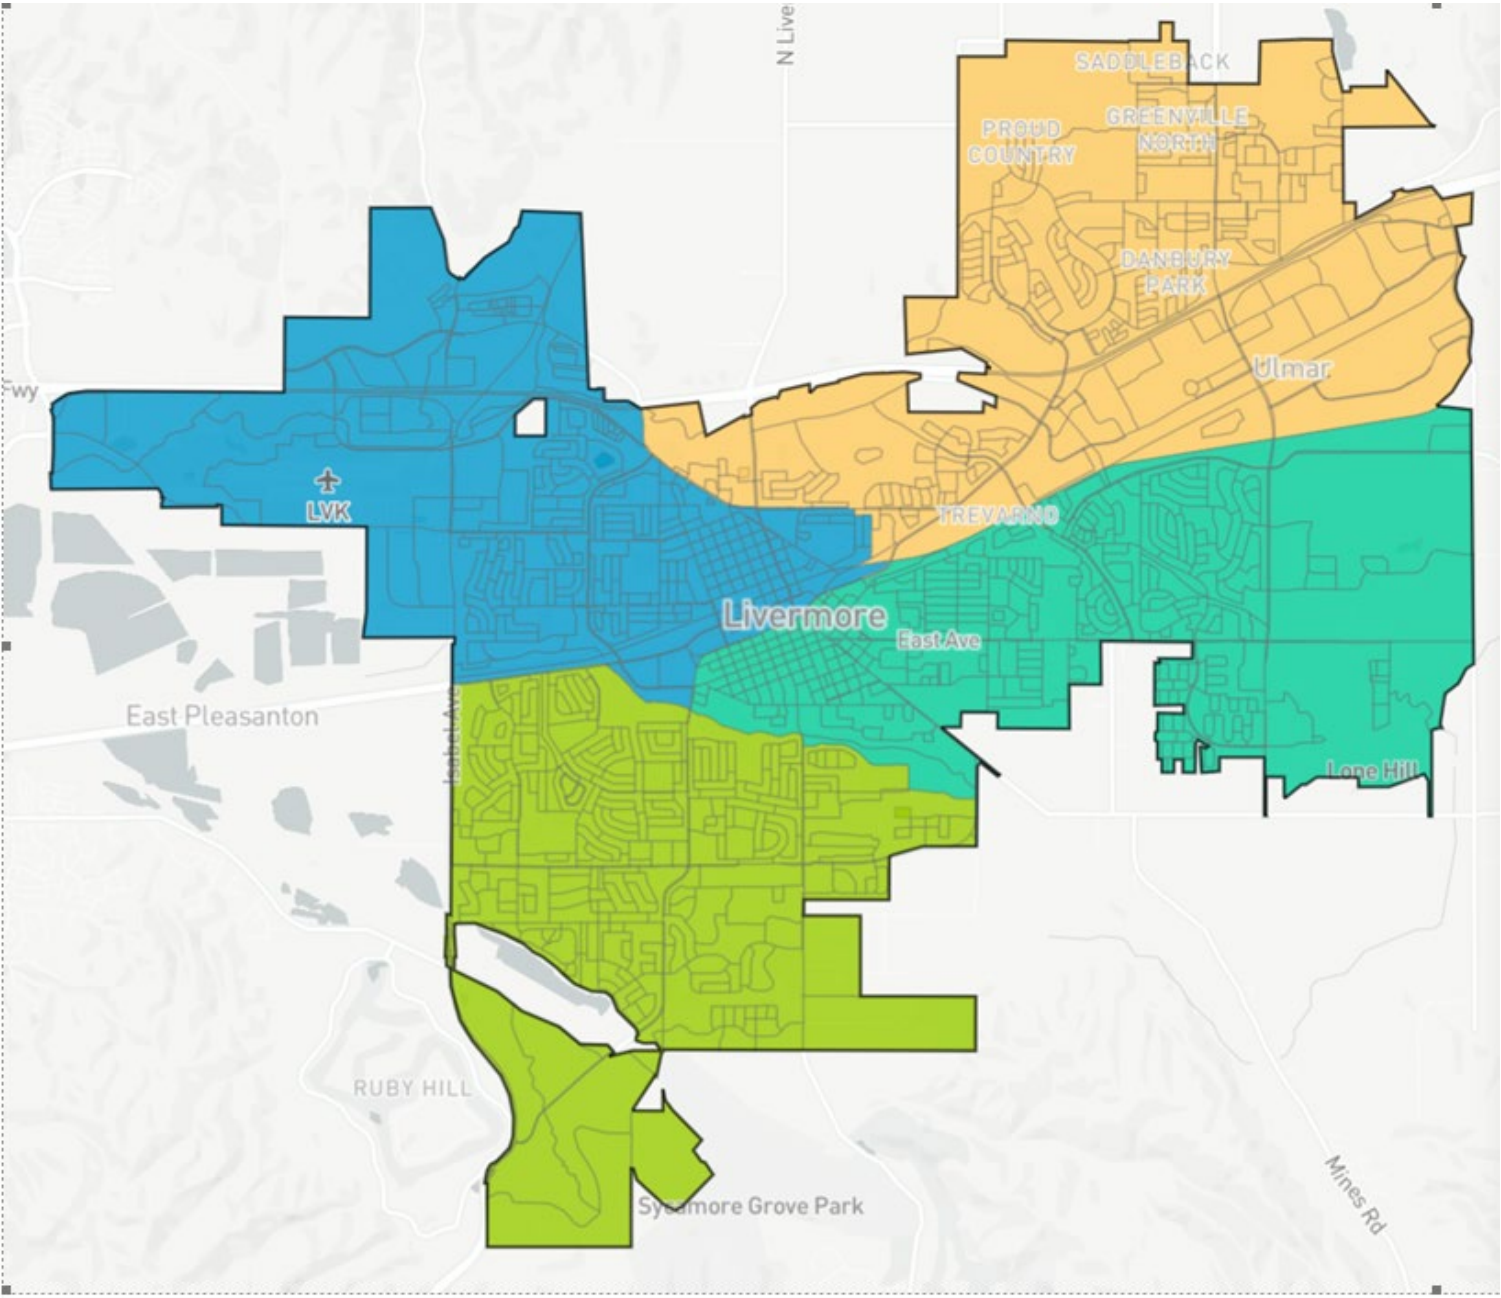 N Live
SADDLEBACK
GREENVILLE
NORTH
PROUD
COUNTRY
DANBURY
PARK
Ulmar
Fwy
LVK
TREVARNO
Livermore
East Ave
East Pleasanton
Isabel Ave
Lone Hill
RUBY HILL
Sycamore Grove Park
Mines Rd